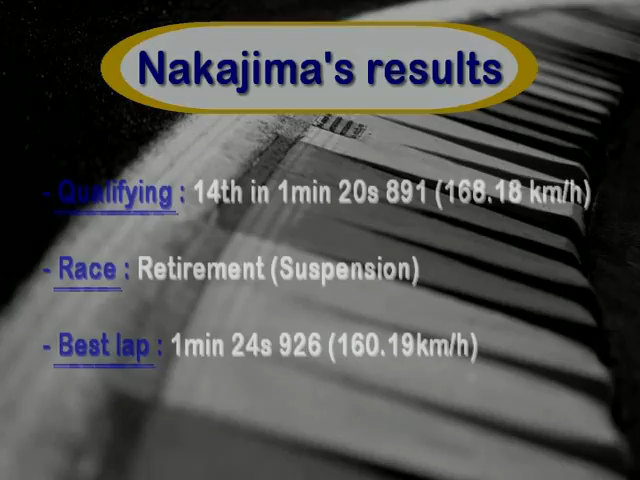 Nakajima's results
- Qualifying : 14th in 1min 20s 891 (168.18 km/h)
- Race : Retirement (Suspension)
- Best lap : 1min 24s 926 (160.19km/h)